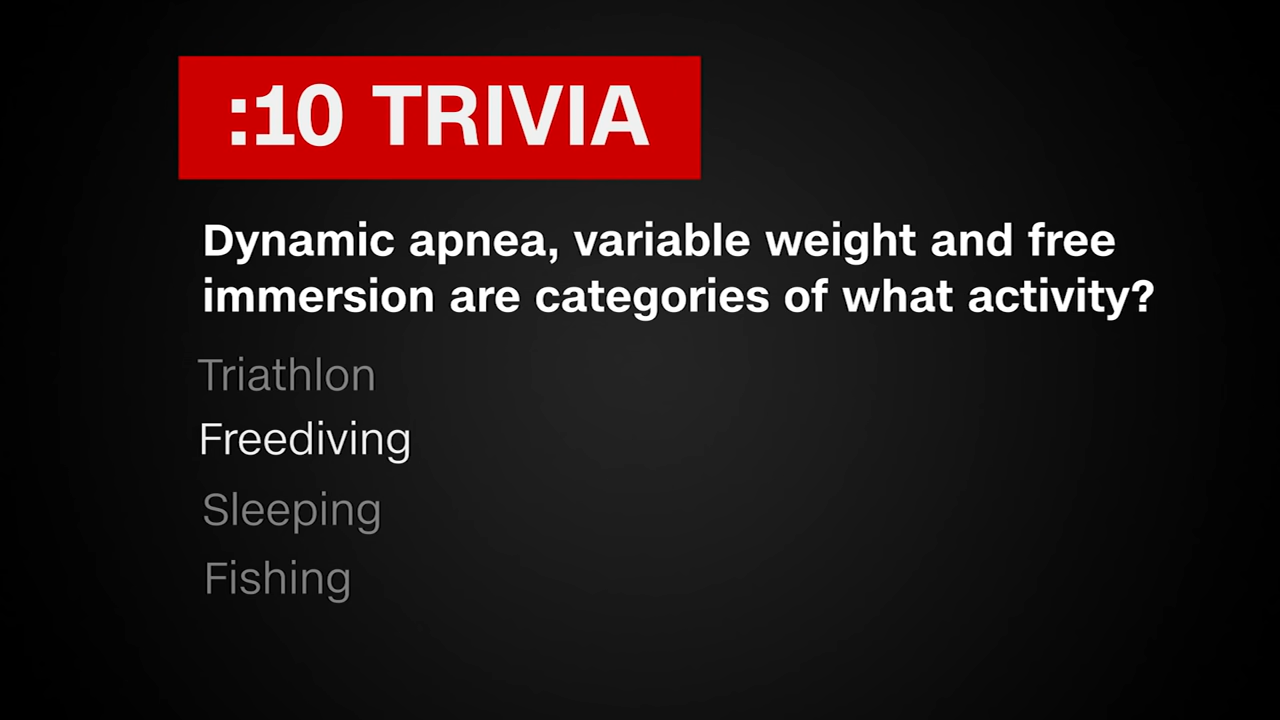 :10 TRIVIA
Dynamic apnea, variable weight and free
immersion are categories of what activity?
Triathlon
Freediving
Sleeping
Fishing